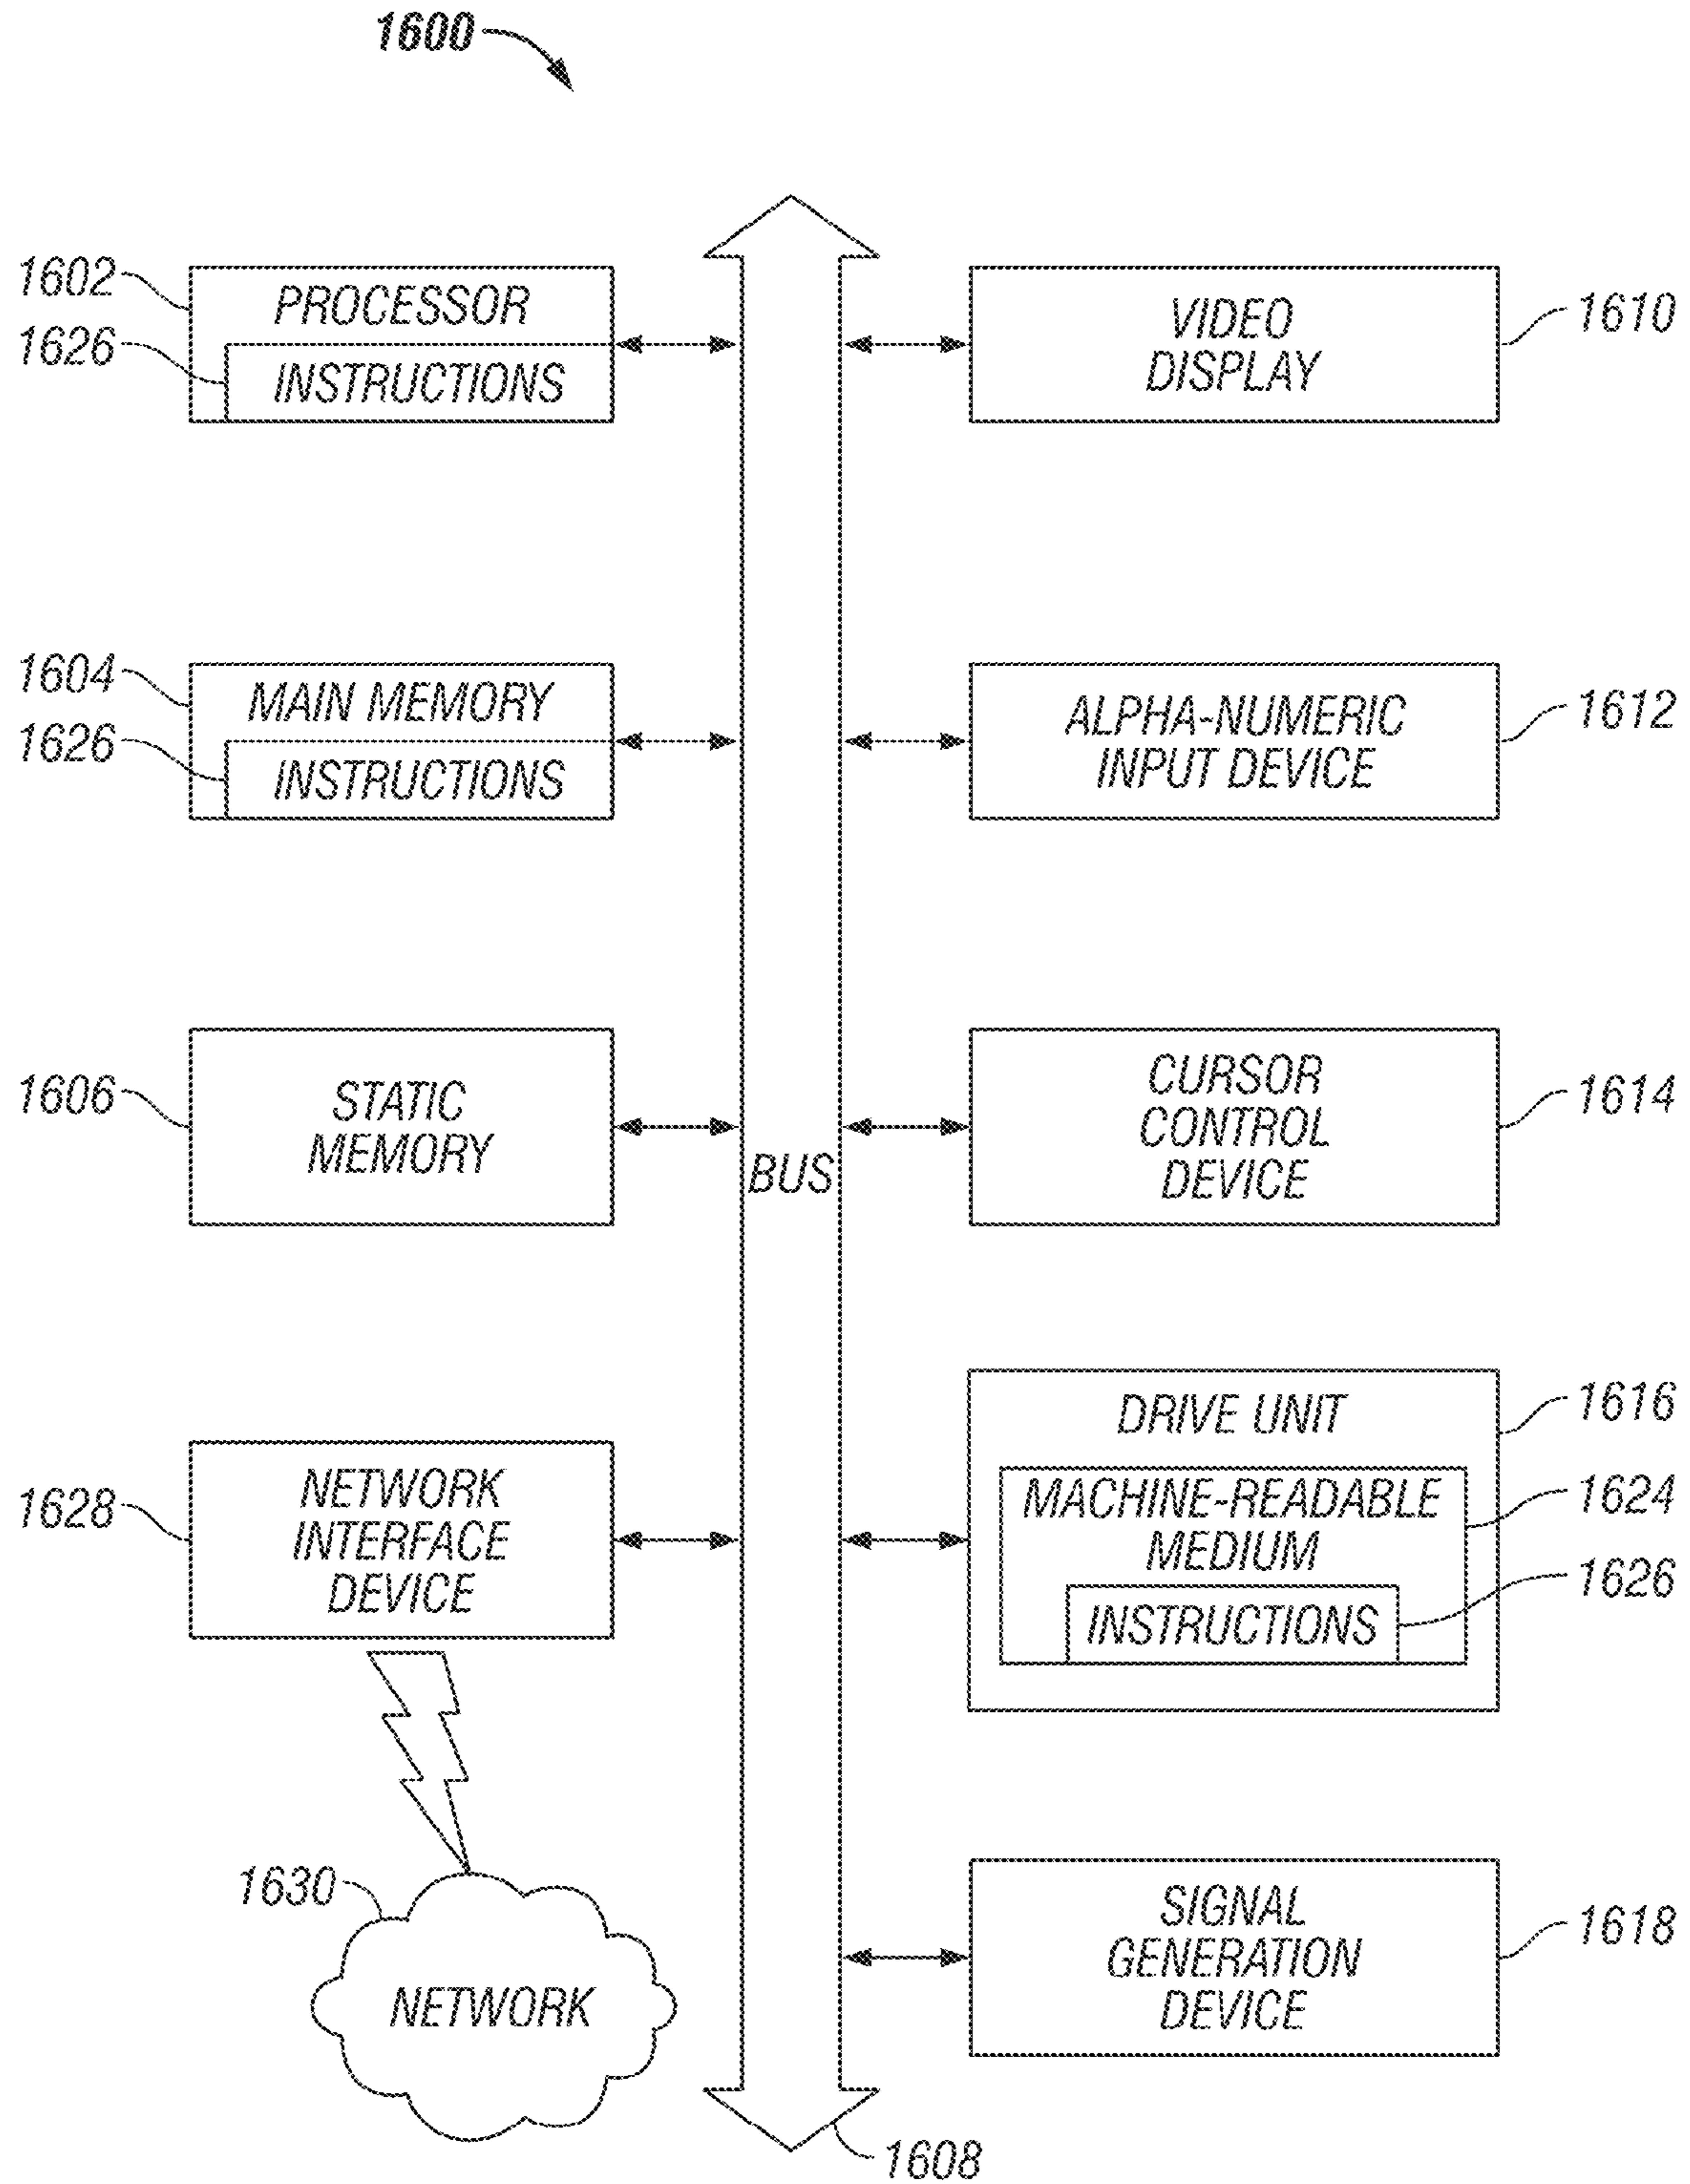 1600
1602
PROCESSOR
1626
INSTRUCTIONS
VIDEO
DISPLAY
1610
1604
MAIN MEMORY
1626
INSTRUCTIONS
ALPHA-NUMERIC
INPUT DEVICE
1612
1606
STATIC
MEMORY
BUS
CURSOR
CONTROL
DEVICE
1614
1628
NETWORK
INTERFACE
DEVICE
DRIVE UNIT
1616
MACHINE-READABLE
MEDIUM
1624
INSTRUCTIONS
1626
1630
NETWORK
SIGNAL
GENERATION
DEVICE
1618
1608